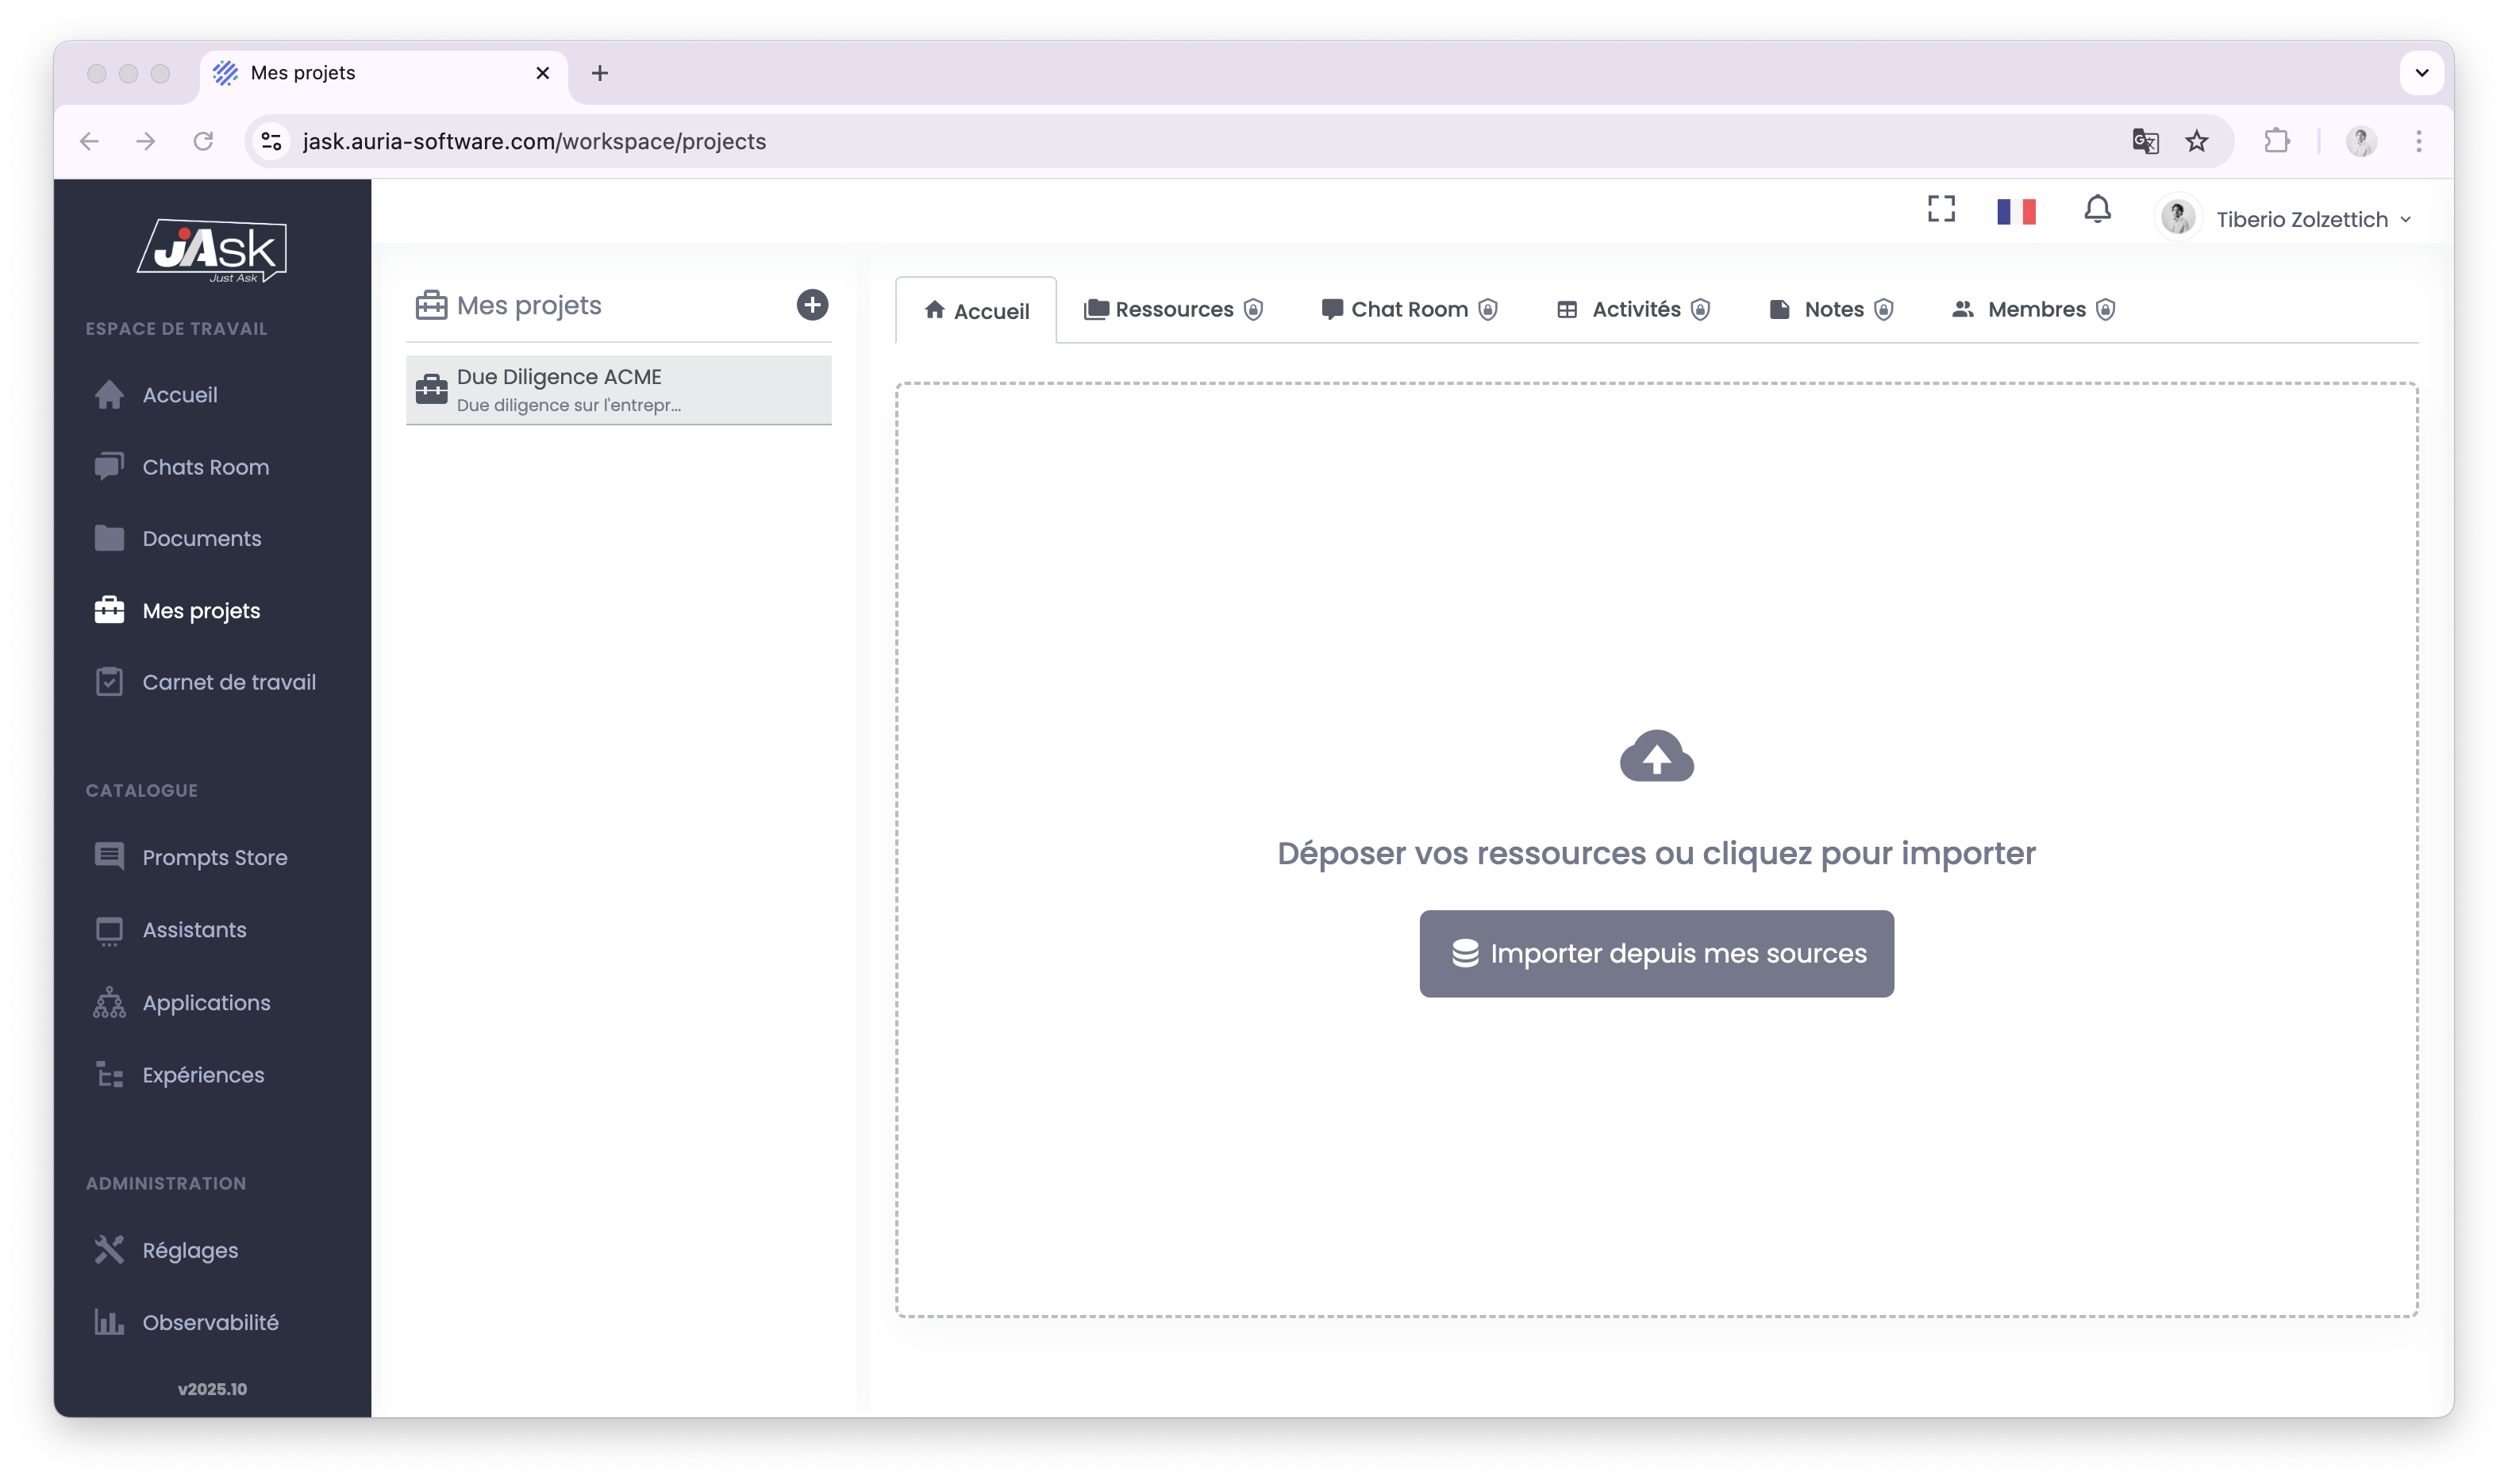 Mes projets
jask.auria-software.com/workspace/projects
jAsk
Just Ask
Tiberio Zolzettich
ESPACE DE TRAVAIL
Accueil
Chats Room
Documents
Mes projets
Carnet de travail
CATALOGUE
Prompts Store
Assistants
Applications
Expériences
ADMINISTRATION
Réglages
Observabilité
v2025.10
Mes projets
Due Diligence ACME
Due diligence sur l'entrepr...
Accueil
Ressources
Chat Room
Activités
Notes
Membres
Déposer vos ressources ou cliquez pour importer
Importer depuis mes sources